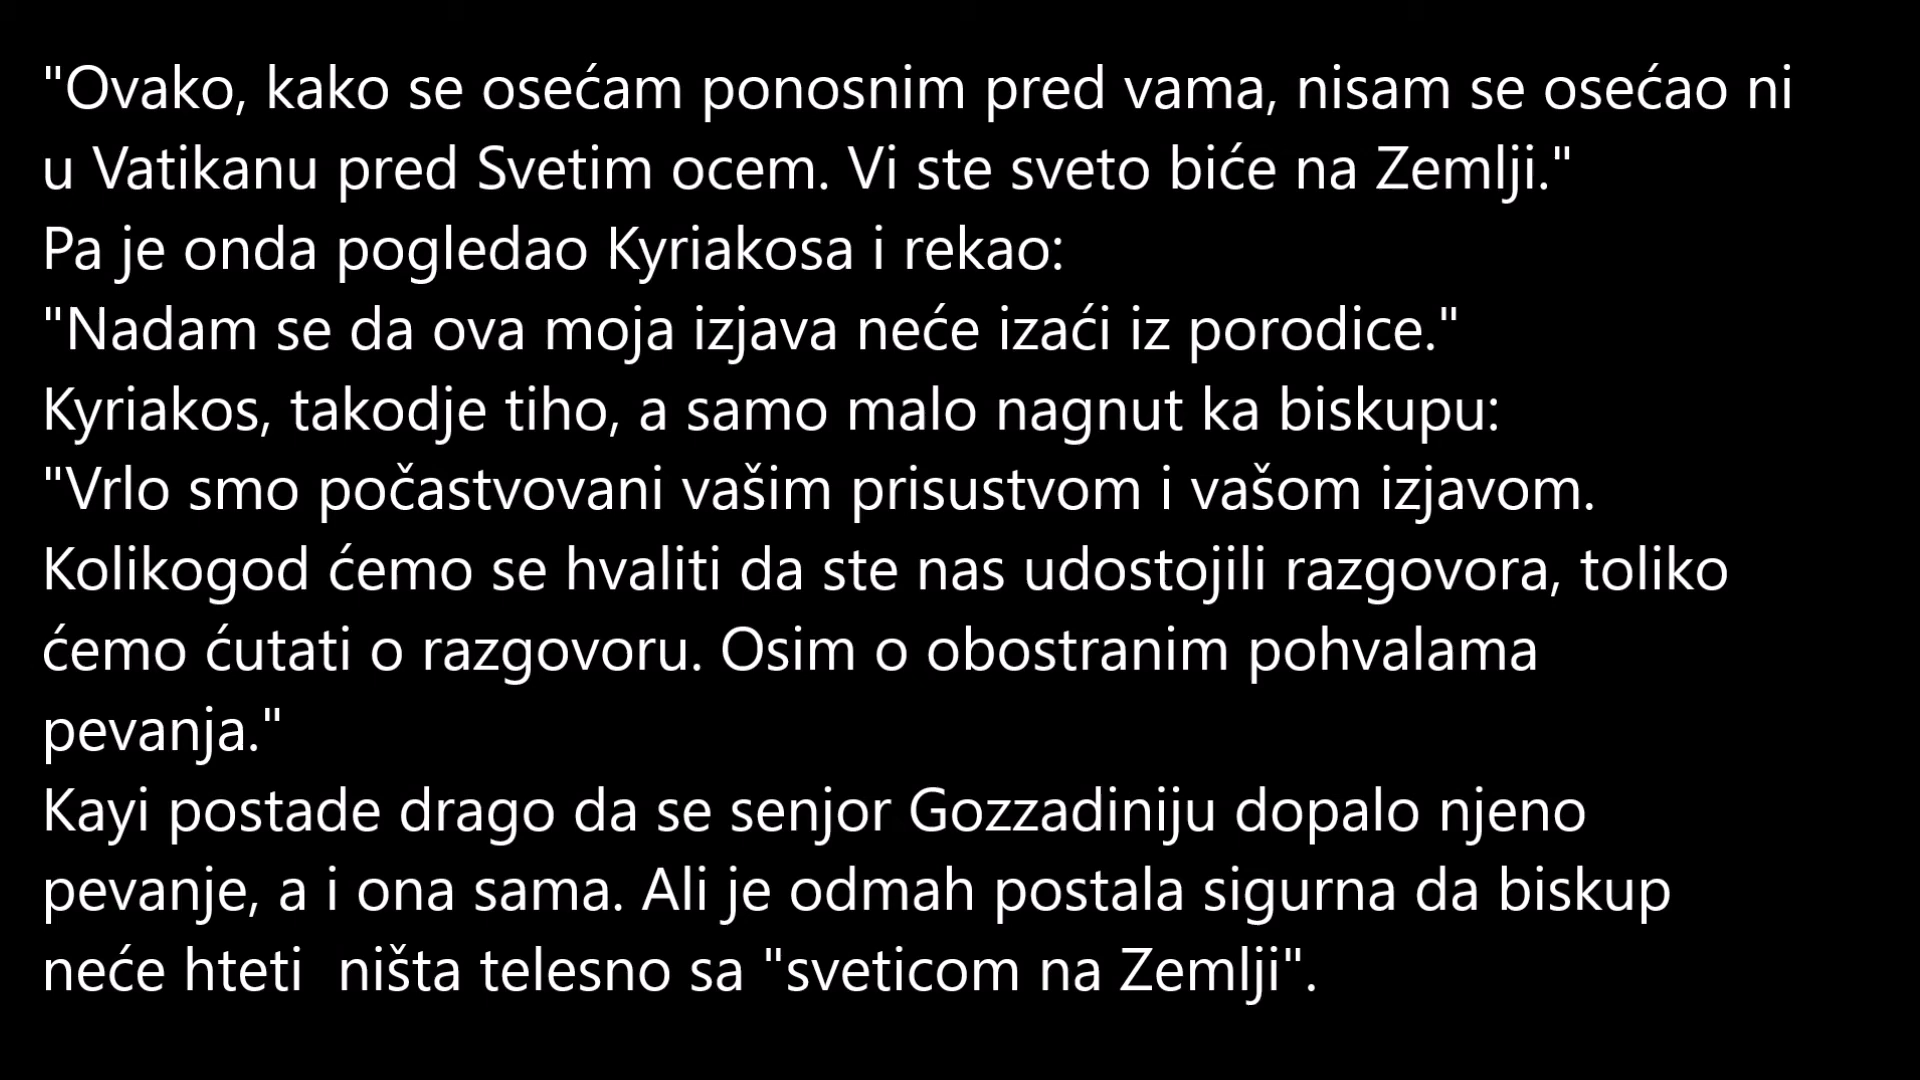 "Ovako, kako se osećam ponosnim pred vama, nisam se osećao ni
u Vatikanu pred Svetim ocem. Vi ste sveto biće na Zemlji."
Pa je onda pogledao Kyriakosa i rekao:
"Nadam se da ova moja izjava neće izaći iz porodice."
Kyriakos, takodje tiho, a samo malo nagnut ka biskupu:
"Vrlo smo počastvovani vašim prisustvom i vašom izjavom.
Kolikogod ćemo se hvaliti da ste nas udostojili razgovora, toliko
ćemo ćutati o razgovoru. Osim o obostranim pohvalama
pevanja."
Kayi postade drago da se senjor Gozzadiniju dopalo njeno
pevanje, a i ona sama. Ali je odmah postala sigurna da biskup
neće hteti  ništa telesno sa "sveticom na Zemlji".